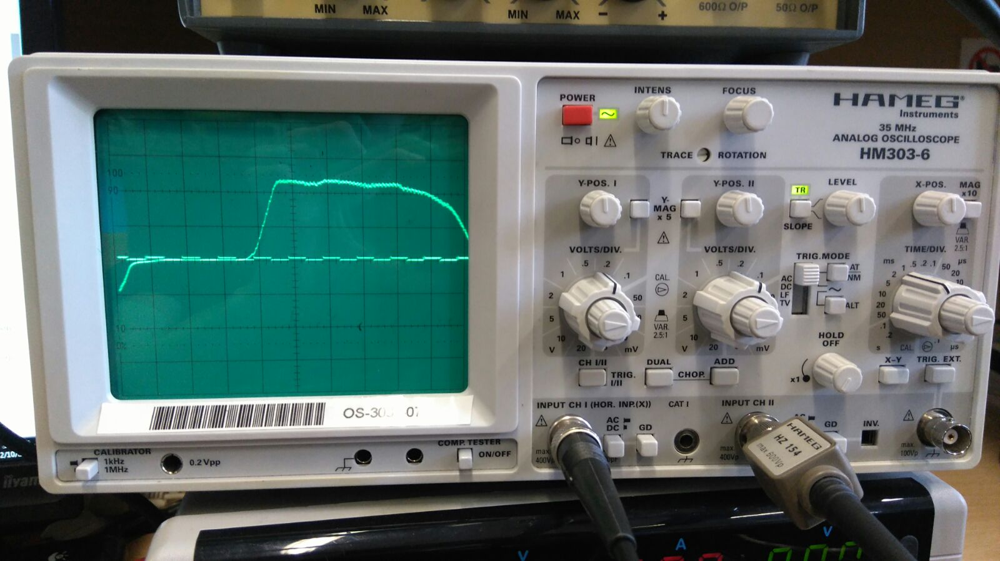 MIN MAX MIN MAX − + 600Ω O/P 50Ω O/P
POWER
INTENS
FOCUS
HAMEG®
Instruments
35 MHz
ANALOG OSCILLOSCOPE
HM303-6
TRACE ROTATION
100
90
10
0%
Y-POS. I
Y-MAG
x 5
Y-POS. II
TR
SLOPE
LEVEL
X-POS.
MAG
x10
VAR.
2.5:1
VOLTS/DIV.
.5 .2
1 .1
2 50
5
10
V 20 mV
CAL.
VAR.
2.5:1
VOLTS/DIV.
.5 .2
1 .1
2
5
10
V 20 mV
TRIG. MODE
AC
DC
LF
TV
AT
NM
~
ALT
TIME/DIV.
ms 1 .5 .2 .1 50 µs
2 20
5 10
10
20
50
.1
.2
s CAL. .1 µs
HOLD
OFF
x1
CH I/II
TRIG.
I/II
DUAL
CHOP.
ADD
X-Y
TRIG. EXT.
INPUT CH I (HOR. INP.(X))
CAT I
INPUT CH II
AC
DC
GD
max.
400Vp
pF
max.
400Vp
GD
INV.
max.
100Vp
HAMEG
HZ 154
max. 600Vp
OS-303 07
CALIBRATOR
1kHz
1MHz
0.2Vpp
COMP. TESTER
ON/OFF
2/10/
iiyam
V
A
V